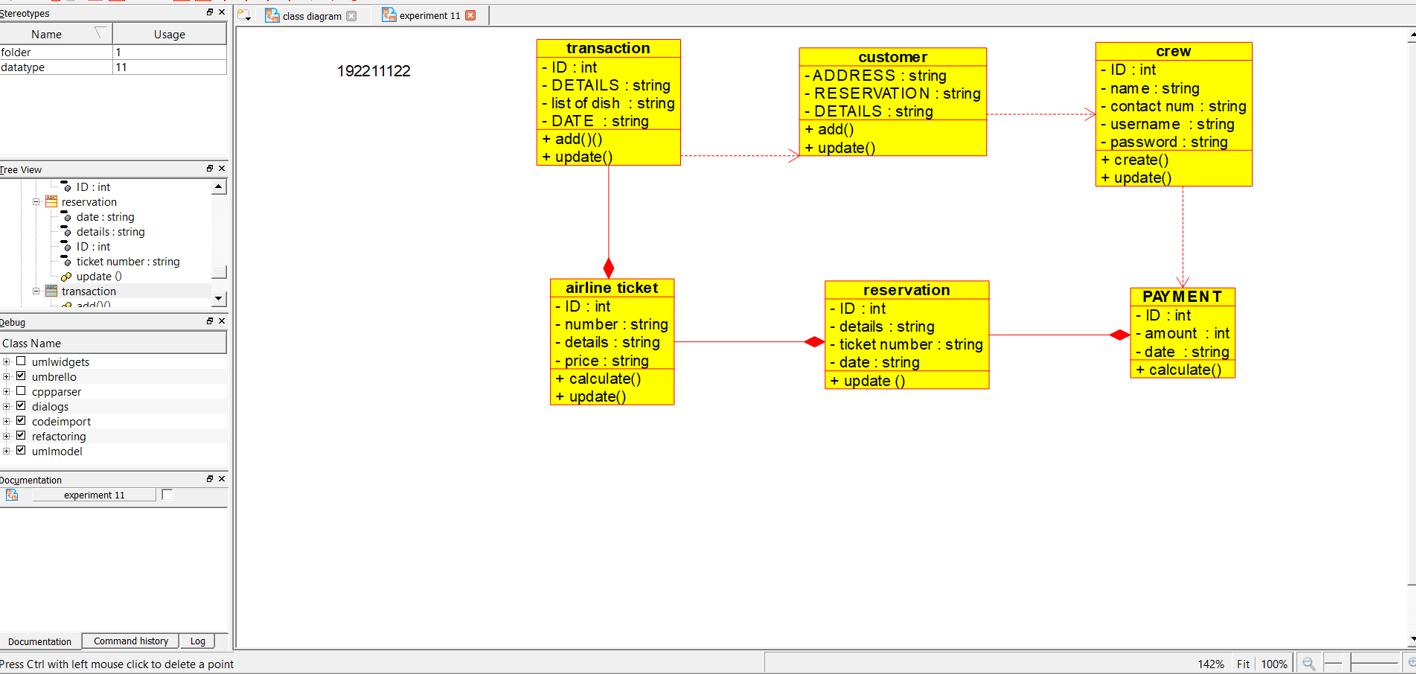 Stereotypes
Name Usage
folder 1
datatype 11
Tree View
ID : int
reservation
date : string
details : string
ID : int
ticket number : string
update ()
transaction
add()()
Debug
Class Name
umlwidgets
umbrello
cppparser
dialogs
codeimport
refactoring
umlmodel
Documentation
experiment 11
Documentation Command history Log
Press Ctrl with left mouse click to delete a point
class diagram experiment 11
192211122
transaction
- ID : int
- DETAILS : string
- list of dish : string
- DATE : string
+ add()()
+ update()
customer
- ADDRESS : string
- RESERVATION : string
- DETAILS : string
+ add()
+ update()
crew
- ID : int
- name : string
- contact num : string
- username : string
- password : string
+ create()
+ update()
airline ticket
- ID : int
- number : string
- details : string
- price : string
+ calculate()
+ update()
reservation
- ID : int
- details : string
- ticket number : string
- date : string
+ update ()
PAYMENT
- ID : int
- amount : int
- date : string
+ calculate()
142% Fit 100%